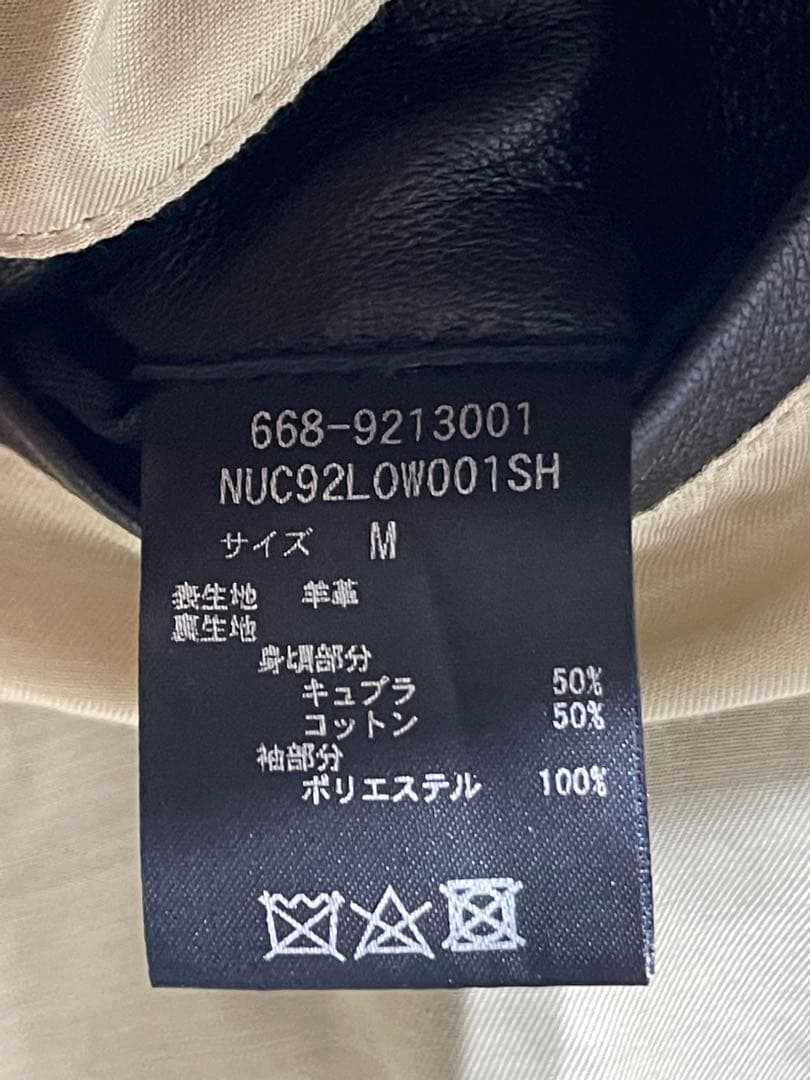 668-9213001
NUC92LOW001SH
サイズ M
表生地 羊革
裏生地
身頃部分
キュプラ 50%
コットン 50%
袖部分
ポリエステル 100%